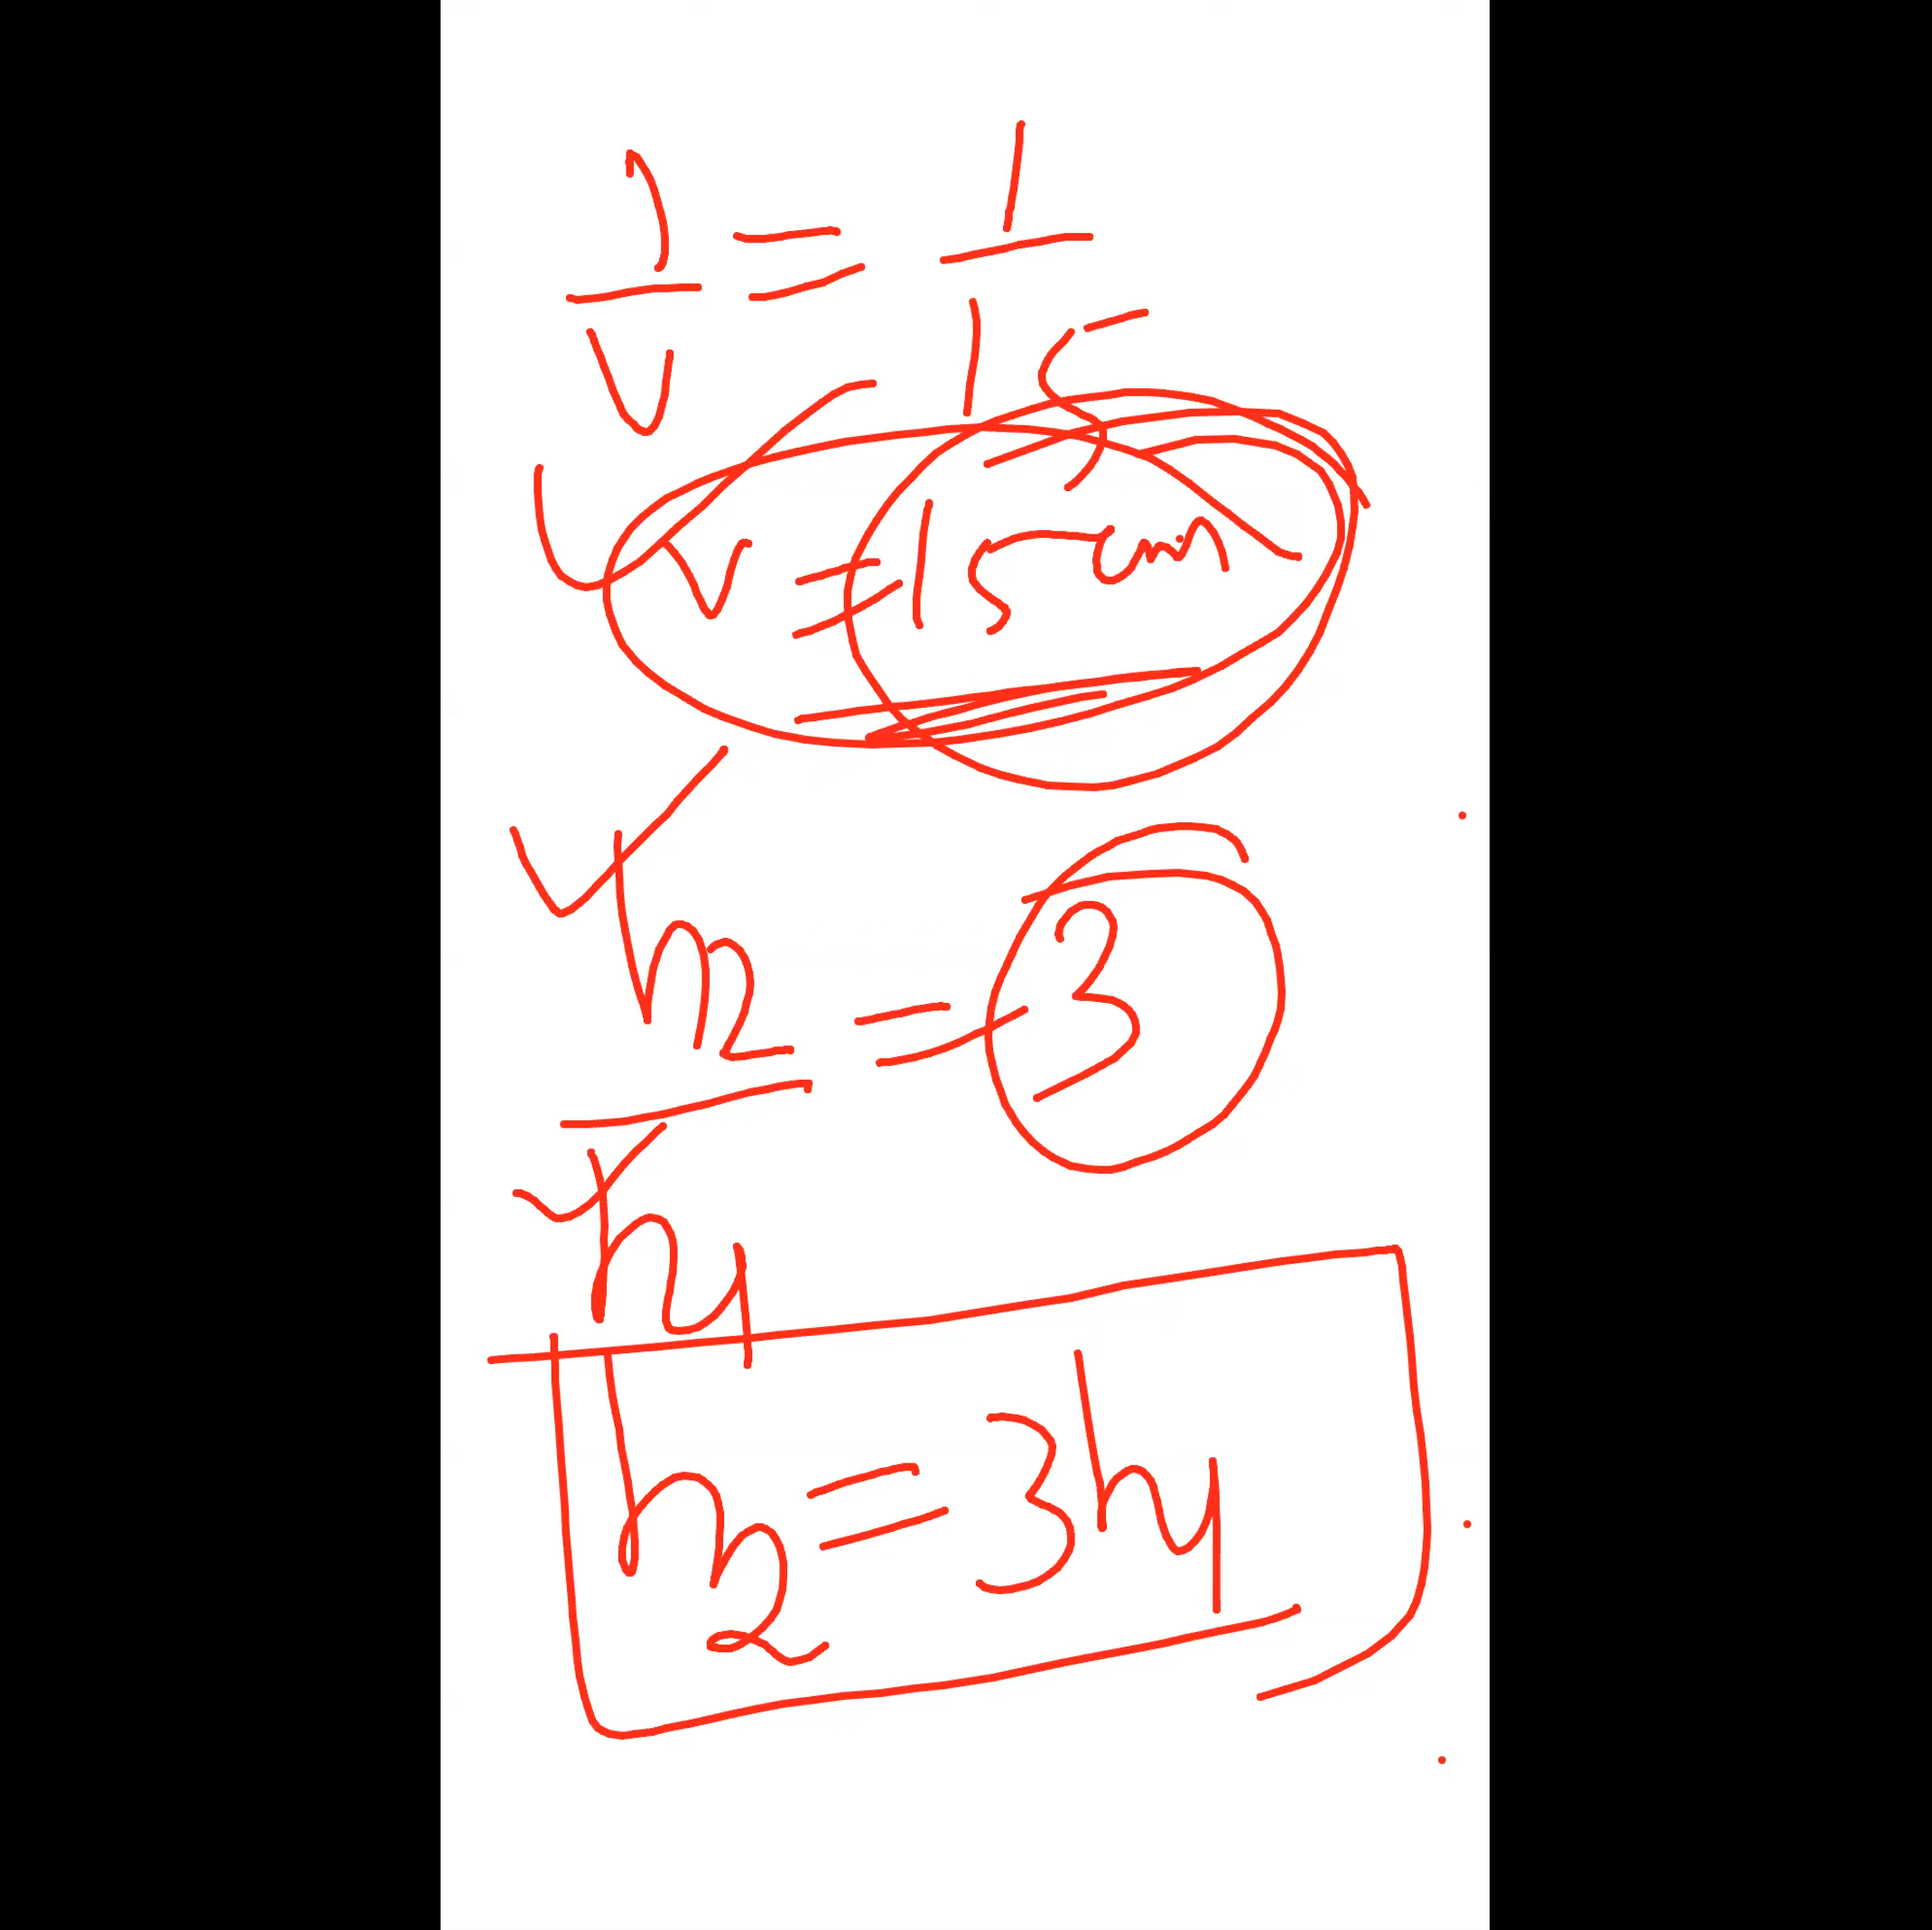 1/v = 1/15
v = 15 cm
h2/h1 = 3
h2 = 3h1